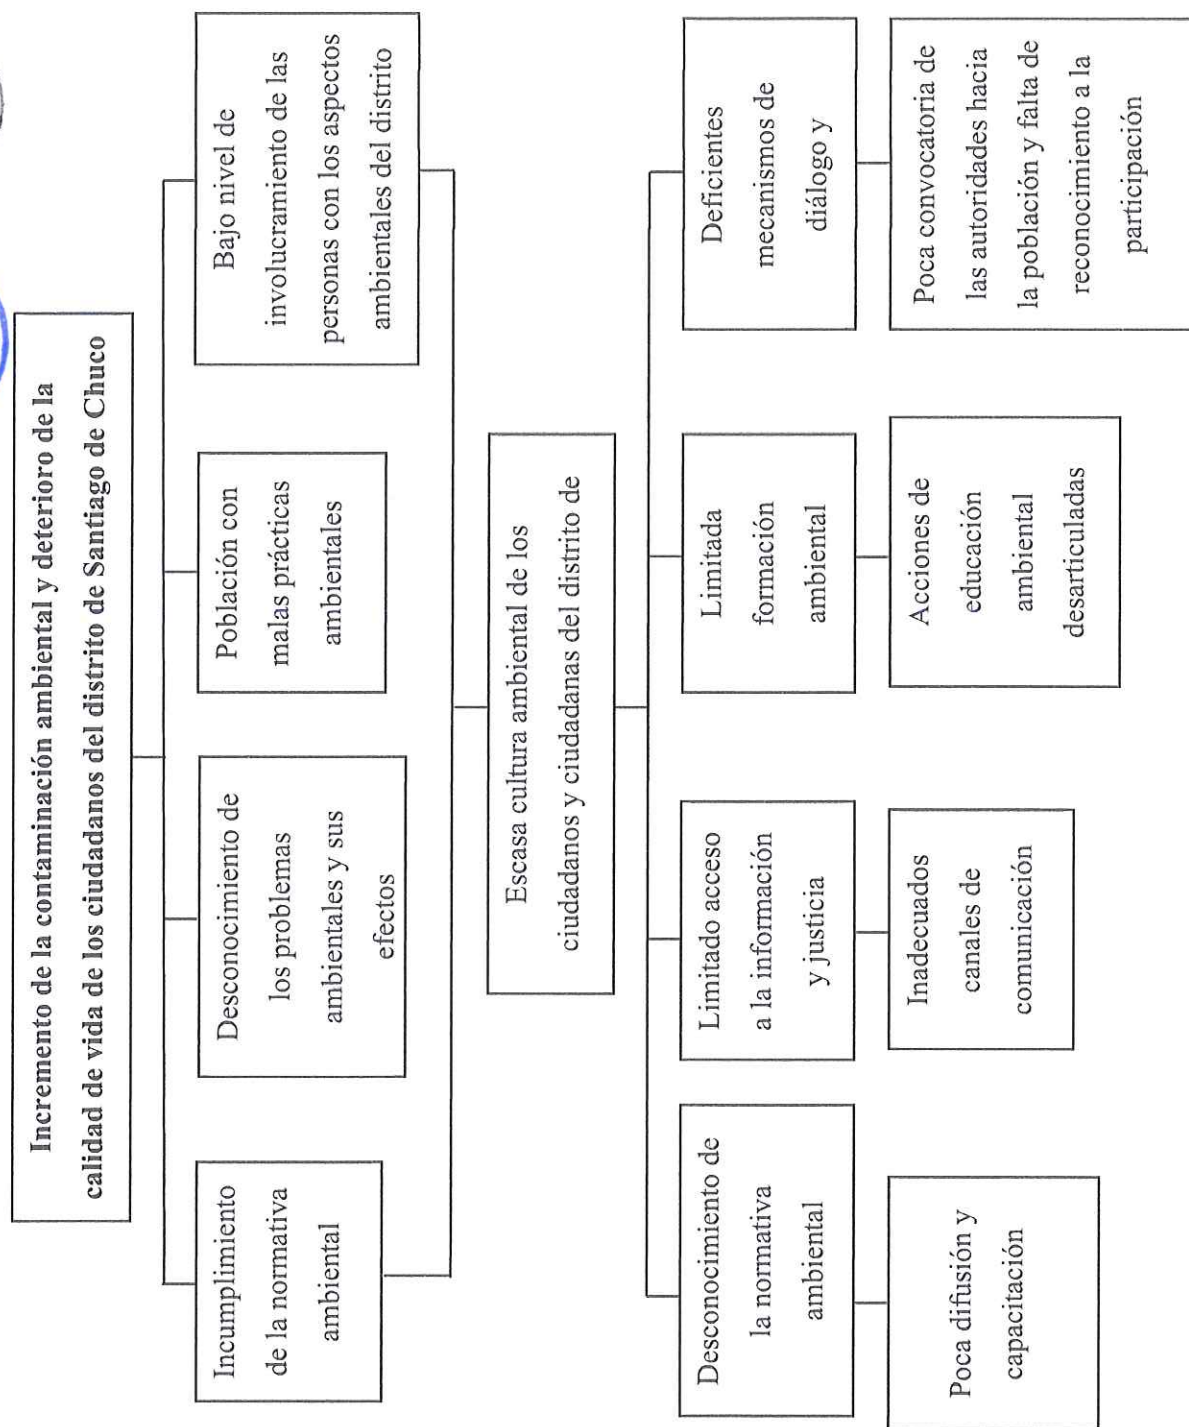 Incremento de la contaminación ambiental y deterioro de la
calidad de vida de los ciudadanos del distrito de Santiago de Chuco
Incumplimiento
de la normativa
ambiental
Desconocimiento de
los problemas
ambientales y sus
efectos
Población con
malas prácticas
ambientales
Bajo nivel de
involucramiento de las
personas con los aspectos
ambientales del distrito
Escasa cultura ambiental de los
ciudadanos y ciudadanas del distrito de
Desconocimiento de
la normativa
ambiental
Limitado acceso
a la información
y justicia
Limitada
formación
ambiental
Deficientes
mecanismos de
diálogo y
Poca difusión y
capacitación
Inadecuados
canales de
comunicación
Acciones de
educación
ambiental
desarticuladas
Poca convocatoria de
las autoridades hacia
la población y falta de
reconocimiento a la
participación